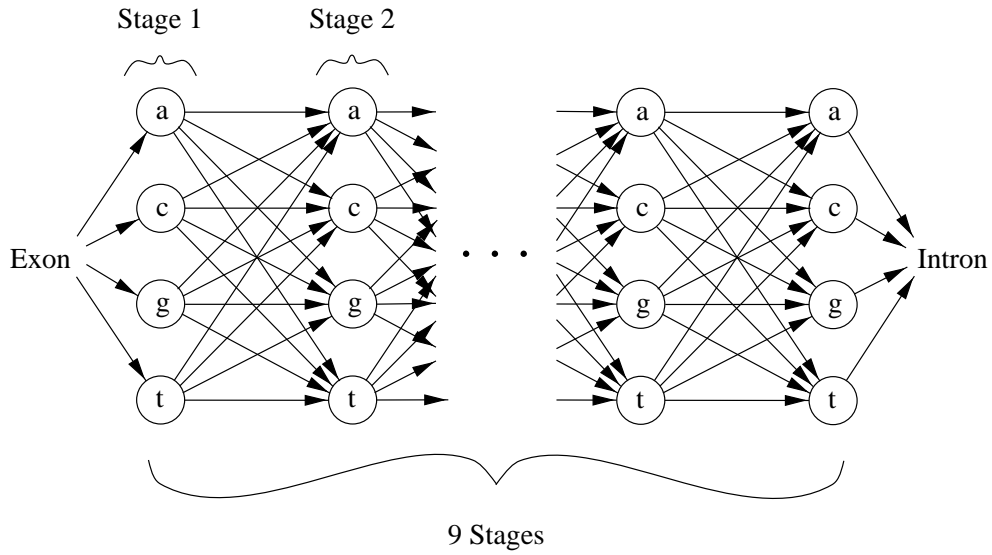 Stage 1 Stage 2
a a a a
c c c c
Exon . . . Intron
g g g g
t t t t
9 Stages